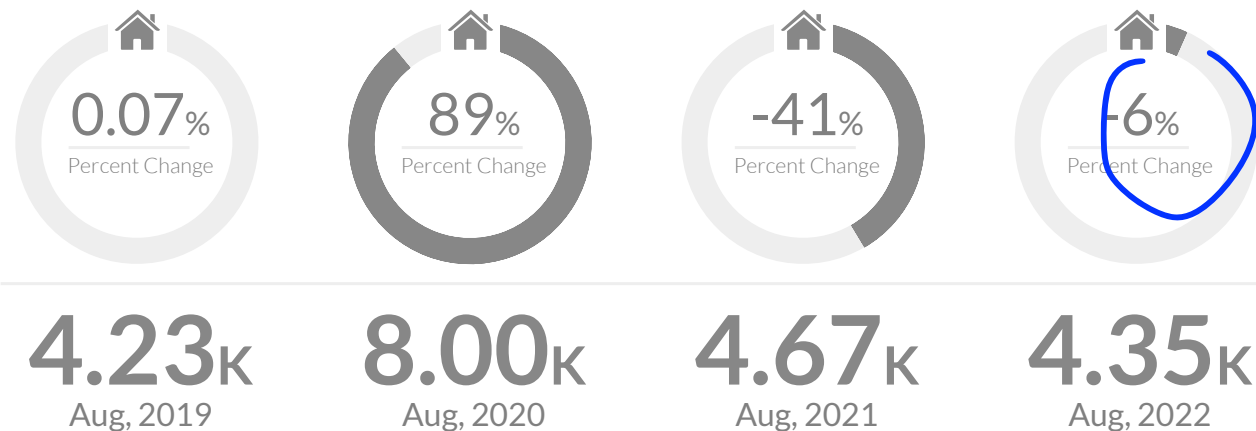 0.07% 89% -41% -6%
Percent Change Percent Change Percent Change Percent Change
4.23K 8.00K 4.67K 4.35K
Aug, 2019 Aug, 2020 Aug, 2021 Aug, 2022